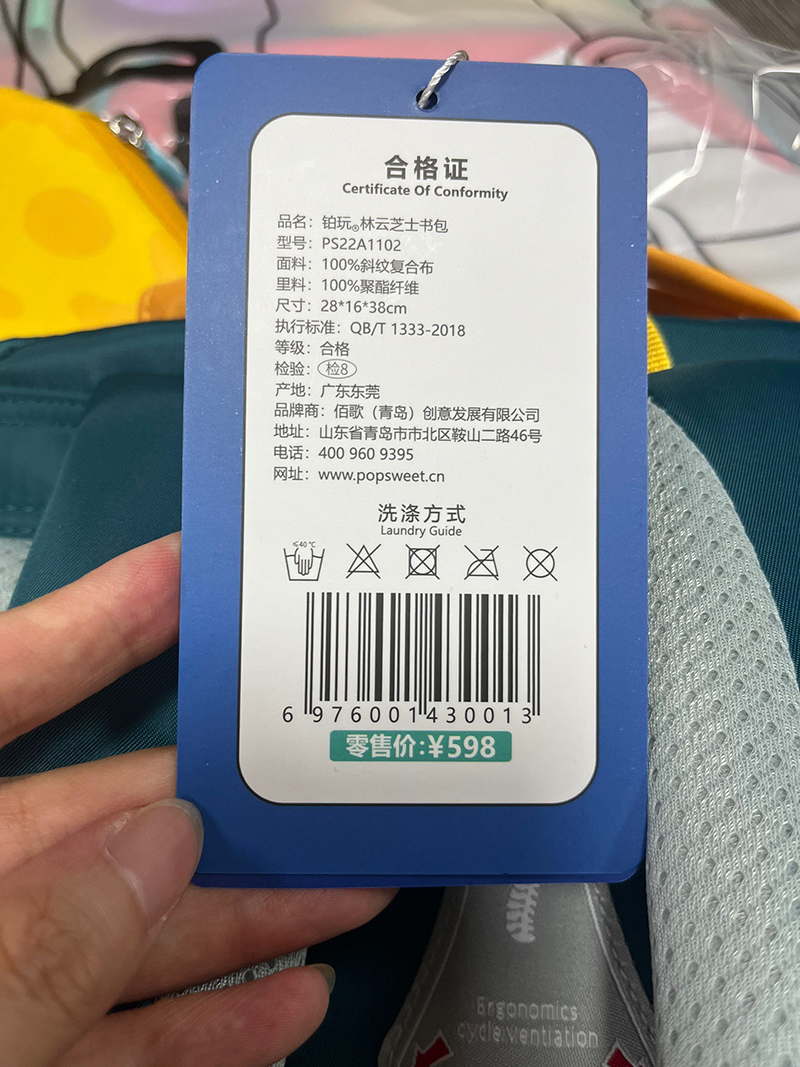 合格证
Certificate Of Conformity
品名：铂玩®林云芝士书包
型号：PS22A1102
面料：100%斜纹复合布
里料：100%聚酯纤维
尺寸：28*16*38cm
执行标准：QB/T 1333-2018
等级：合格
检验：检8
产地：广东东莞
品牌商：佰歌（青岛）创意发展有限公司
地址：山东省青岛市市北区鞍山二路46号
电话：400 960 9395
网址：www.popsweet.cn
洗涤方式
Laundry Guide
≤40℃
6 976001 430013
零售价:¥598
Ergonomics
cycle.ventilation